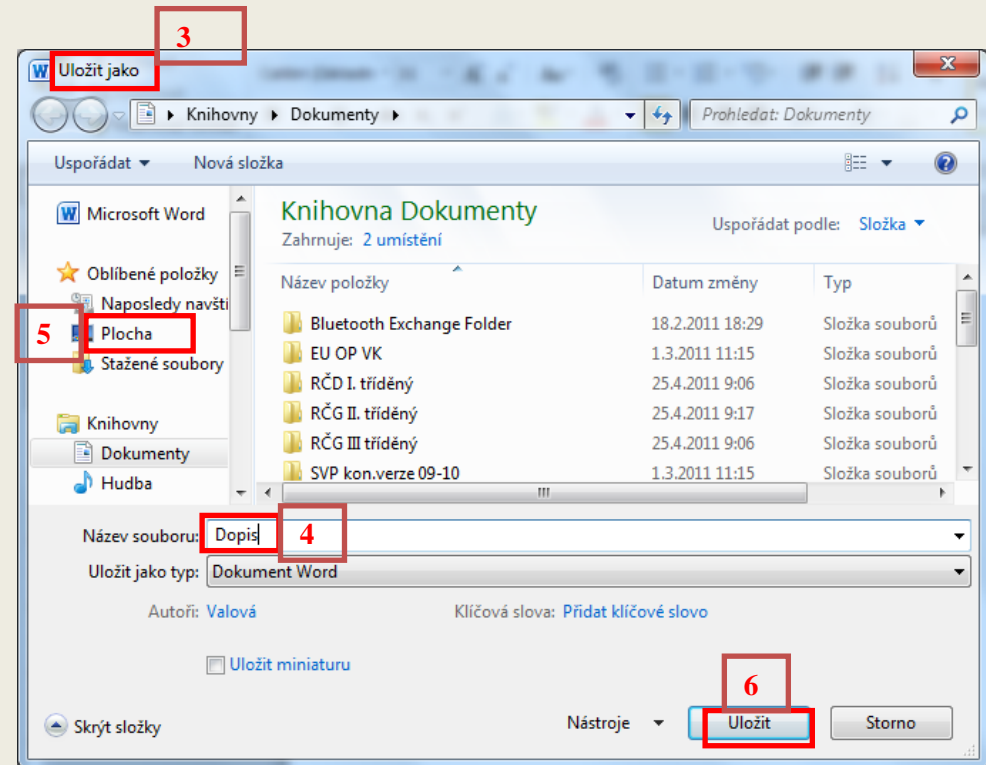 3
Uložit jako
Knihovny Dokumenty
Prohledat: Dokumenty
Uspořádat Nová složka
Microsoft Word
Oblíbené položky
Naposledy navšti
5 Plocha
Stažené soubory
Knihovny
Dokumenty
Hudba
Knihovna Dokumenty
Zahrnuje: 2 umístění
Uspořádat podle: Složka
Název položky Datum změny Typ
Bluetooth Exchange Folder 18.2.2011 18:29 Složka souborů
EU OP VK 1.3.2011 11:15 Složka souborů
RČD I. tříděný 25.4.2011 9:06 Složka souborů
RČG II. tříděný 25.4.2011 9:17 Složka souborů
RČG III tříděný 25.4.2011 9:06 Složka souborů
SVP kon.verze 09-10 1.3.2011 11:15 Složka souborů
Název souboru: Dopis 4
Uložit jako typ: Dokument Word
Autoři: Valová Klíčová slova: Přidat klíčové slovo
Uložit miniaturu
6
Skrýt složky Nástroje Uložit Storno